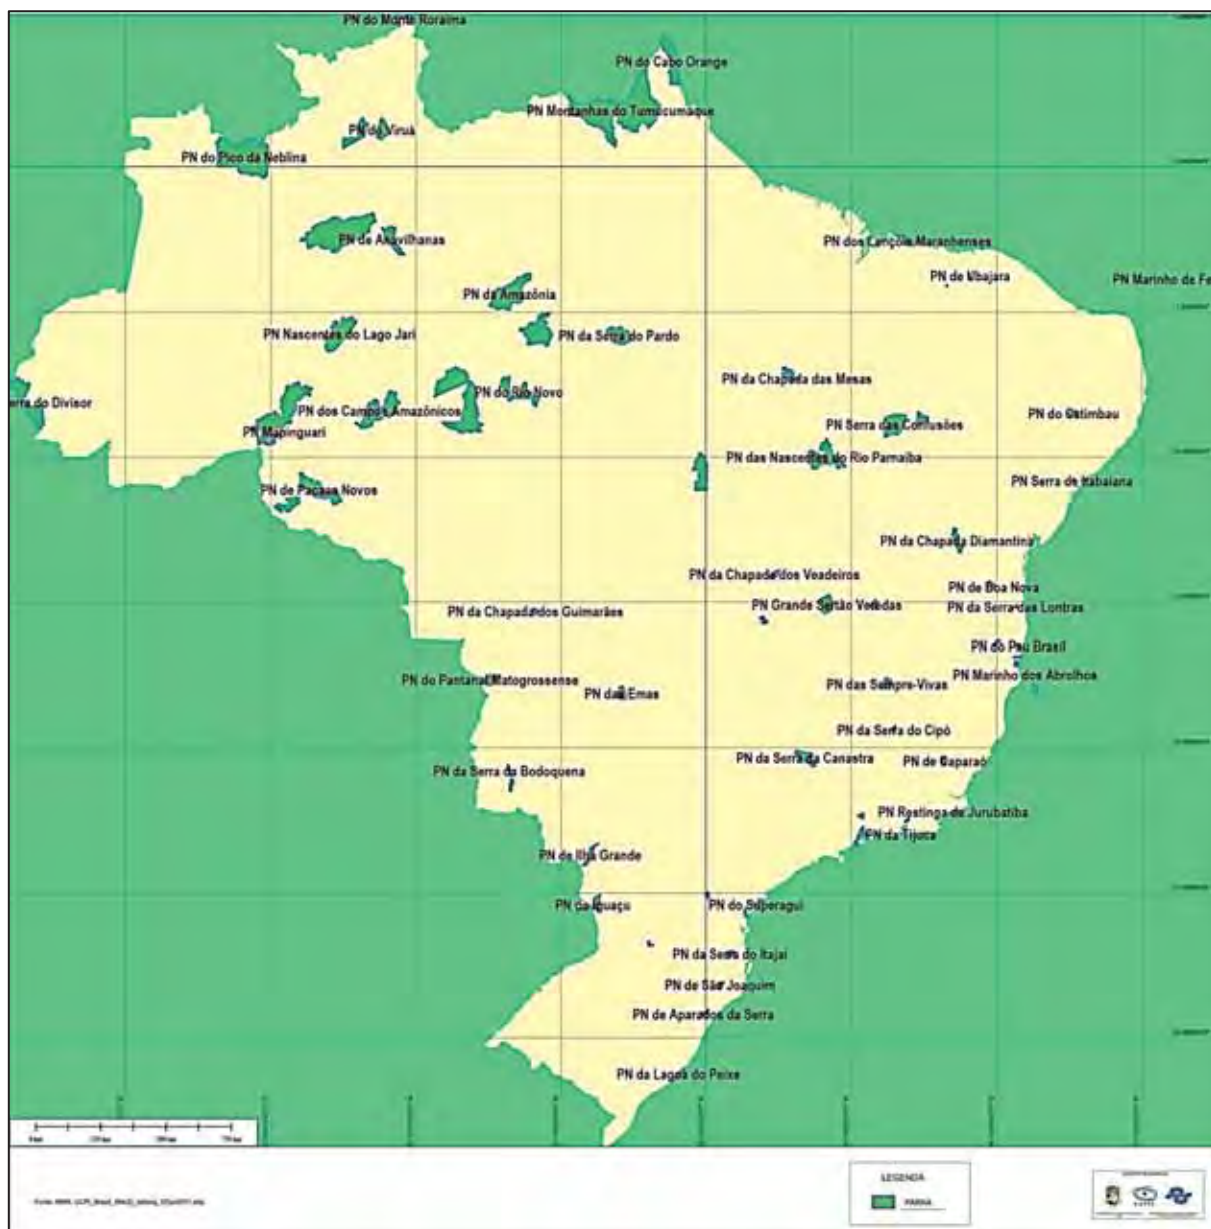 PN do Monte Roraima
PN do Cabo Orange
PN Montanhas do Tumucumaque
PN do Viruá
PN do Pico da Neblina
PN de Anavilhanas
PN dos Lençóis Maranhenses
PN de Ubajara
PN Marinho de Fe
PN da Amazônia
PN Nascentes do Lago Jari
PN da Serra do Pardo
PN da Chapada das Mesas
PN do Rio Novo
erra do Divisor
PN dos Campos Amazônicos
PN do Catimbau
PN Mapinguari
PN Serra das Confusões
PN das Nascentes do Rio Parnaíba
PN Serra de Itabaiana
PN de Pacaás Novos
PN da Chapada Diamantina
PN da Chapada dos Veadeiros
PN de Boa Nova
PN Grande Sertão Veredas
PN da Serra das Lontras
PN da Chapada dos Guimarães
PN do Pau Brasil
PN Marinho dos Abrolhos
PN do Pantanal Matogrossense
PN das Emas
PN das Sempre-Vivas
PN da Serra do Cipó
PN da Serra da Canastra
PN de Caparaó
PN da Serra da Bodoquena
PN Restinga de Jurubatiba
PN da Tijuca
PN de Ilha Grande
PN do Iguaçu
PN do Superagui
PN da Serra do Itajaí
PN de São Joaquim
PN de Aparados da Serra
PN da Lagoa do Peixe
LEGENDA
PARNA